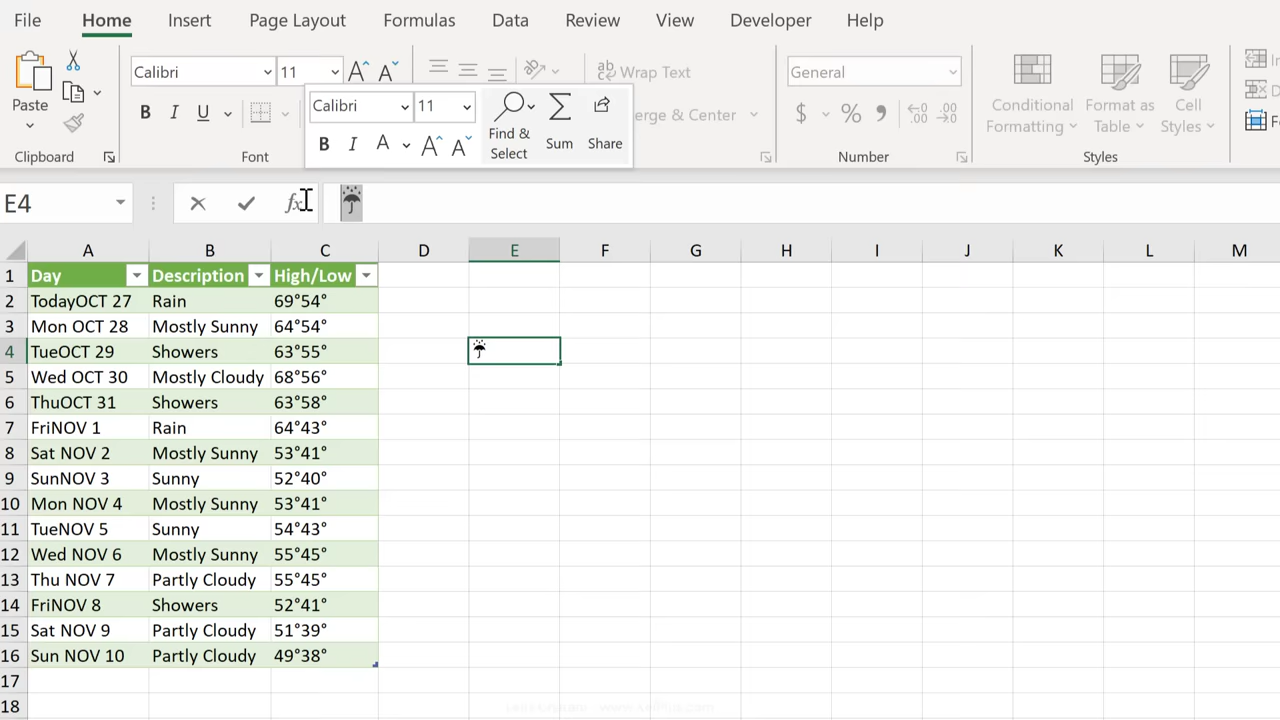 File Home Insert Page Layout Formulas Data Review View Developer Help
Calibri 11 A A ab Wrap Text General
Paste B I U erge & Center $ % 9 .00 .00 Conditional Formatting Format as Table Cell Styles
Calibri 11 Find & Select Sum Share
B I A A A
Clipboard Font Number Styles
E4 fx ☔
A B C D E F G H I J K L M
1 Day Description High/Low
2 TodayOCT 27 Rain 69°54°
3 Mon OCT 28 Mostly Sunny 64°54°
4 TueOCT 29 Showers 63°55° ☔
5 Wed OCT 30 Mostly Cloudy 68°56°
6 ThuOCT 31 Showers 63°58°
7 FriNOV 1 Rain 64°43°
8 Sat NOV 2 Mostly Sunny 53°41°
9 SunNOV 3 Sunny 52°40°
10 Mon NOV 4 Mostly Sunny 53°41°
11 TueNOV 5 Sunny 54°43°
12 Wed NOV 6 Mostly Sunny 55°45°
13 Thu NOV 7 Partly Cloudy 55°45°
14 FriNOV 8 Showers 52°41°
15 Sat NOV 9 Partly Cloudy 51°39°
16 Sun NOV 10 Partly Cloudy 49°38°
17
18